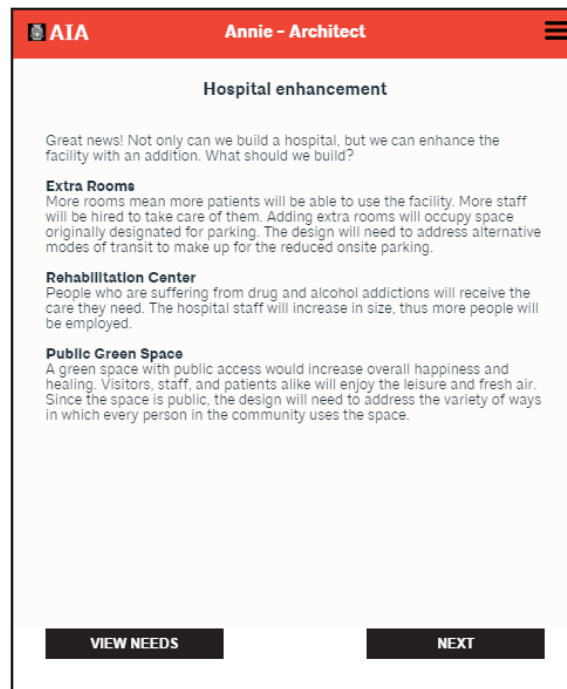 AIA
Annie – Architect
Hospital enhancement
Great news! Not only can we build a hospital, but we can enhance the
facility with an addition. What should we build?
Extra Rooms
More rooms mean more patients will be able to use the facility. More staff
will be hired to take care of them. Adding extra rooms will occupy space
originally designated for parking. The design will need to address alternative
modes of transit to make up for the reduced onsite parking.
Rehabilitation Center
People who are suffering from drug and alcohol addictions will receive the
care they need. The hospital staff will increase in size, thus more people will
be employed.
Public Green Space
A green space with public access would increase overall happiness and
healing. Visitors, staff, and patients alike will enjoy the leisure and fresh air.
Since the space is public, the design will need to address the variety of ways
in which every person in the community uses the space.
VIEW NEEDS
NEXT